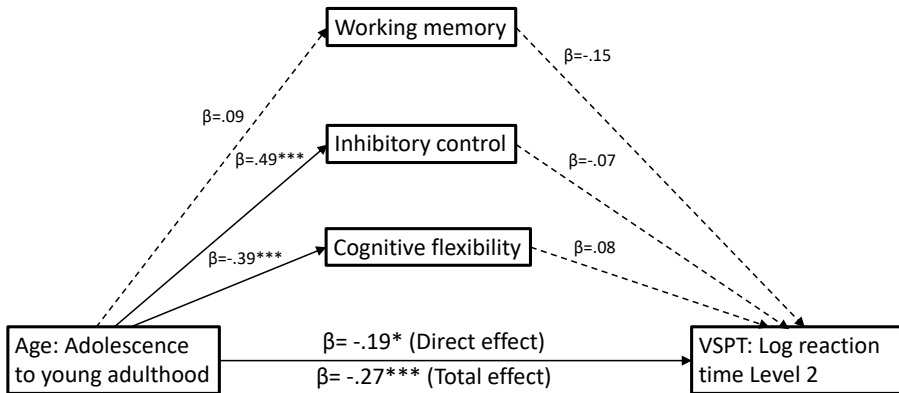 Working memory
β=-.15
β=.09
Inhibitory control
β=.49***
β=-.07
Cognitive flexibility
β=-.39***
β=.08
Age: Adolescence
to young adulthood
β= -.19* (Direct effect)
β= -.27*** (Total effect)
VSPT: Log reaction
time Level 2